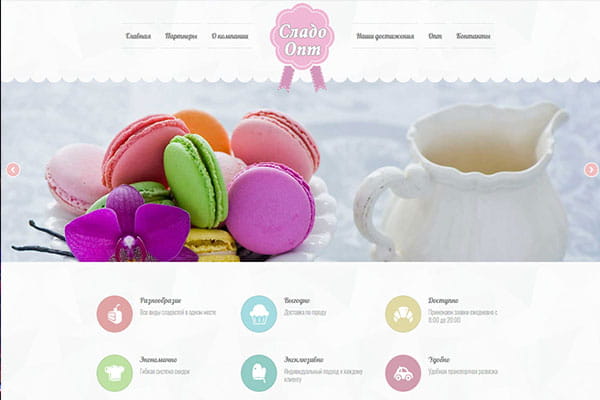 Главная Партнеры О компании
Сладо
Опт
Наши достижения Опт Контакты
Разнообразие
Все виды сладостей в одном месте
Выгодно
Доставка по городу
Доступно
Принимаем заявки ежедневно с
8:00 до 20:00
Экономично
Гибкая система скидок
Эксклюзивно
Индивидуальный подход к каждому
клиенту
Удобно
Удобная транспортная развязка